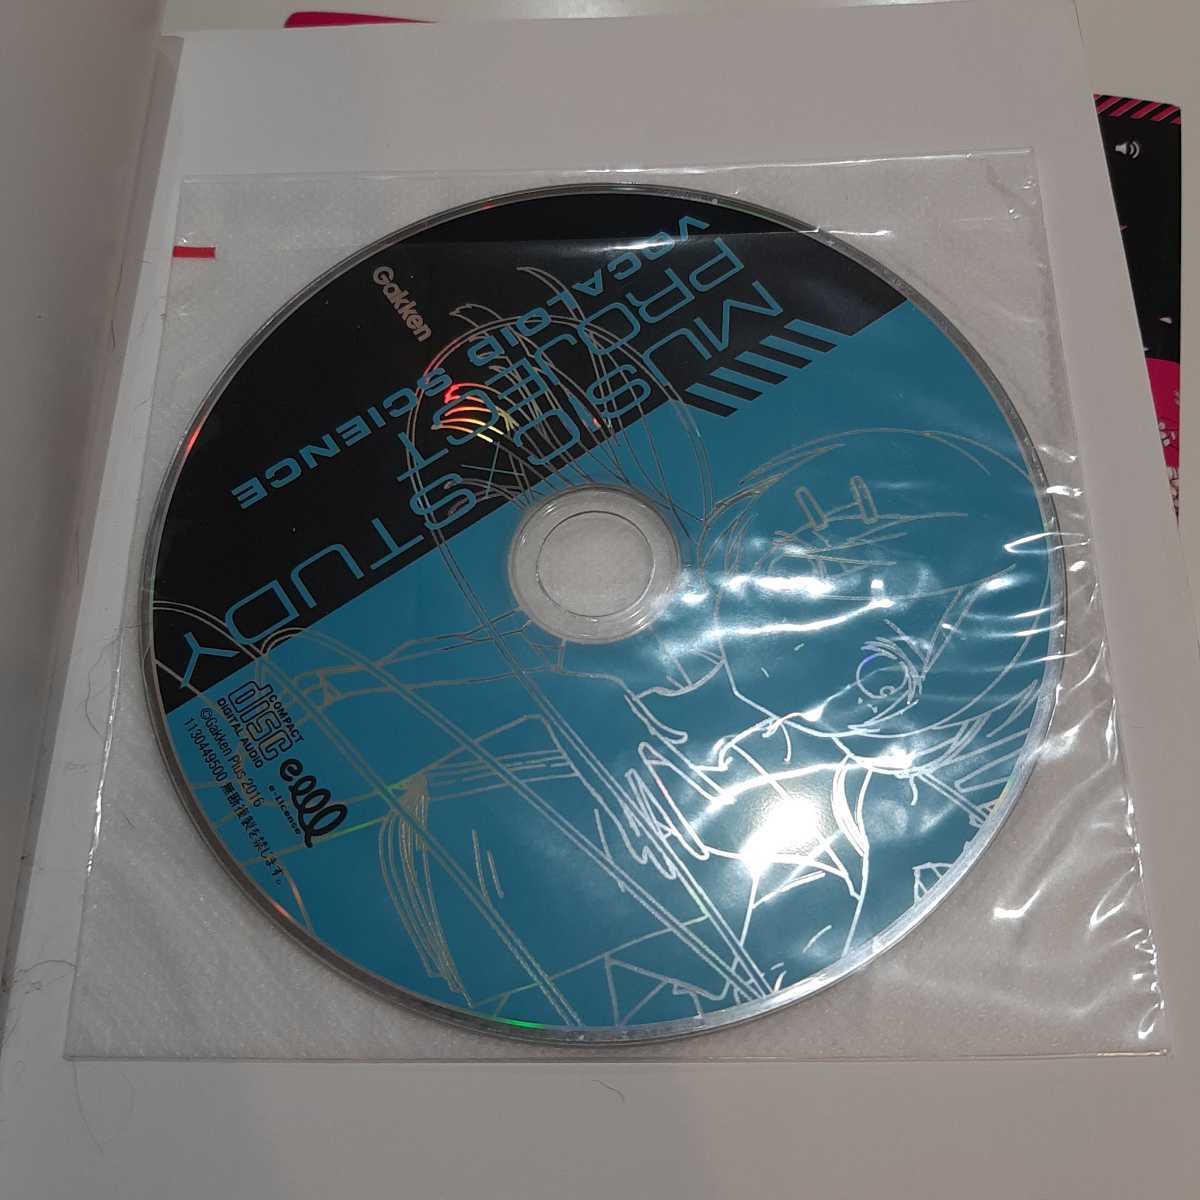 MUSIC
PROJECT STUDY
VOCALOID × SCIENCE
Gakken
COMPACT
disc
DIGITAL AUDIO
e-License
©Gakken Plus 2016
1130449500 無断複製を禁じます。